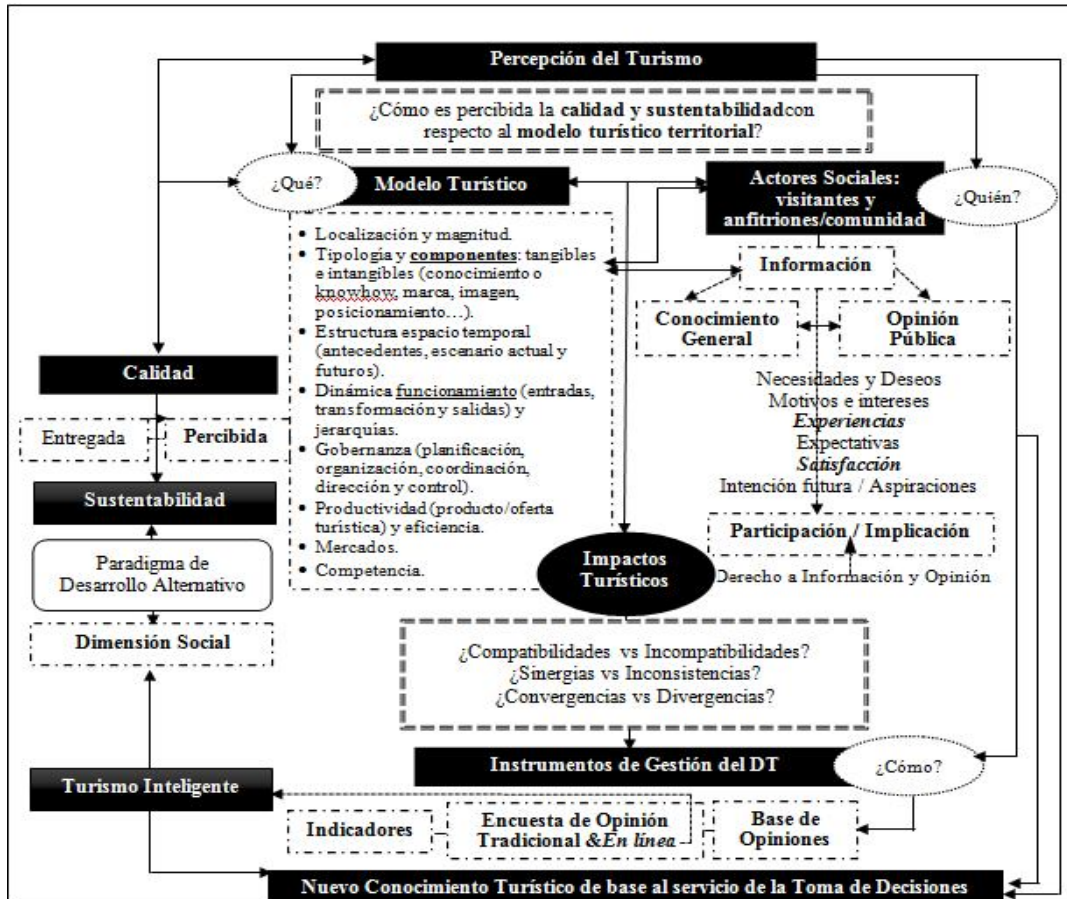 Percepción del Turismo
¿Cómo es percibida la calidad y sustentabilidadcon
respecto al modelo turístico territorial?
¿Qué?
Modelo Turístico
Actores Sociales:
visitantes y
anfitriones/comunidad
¿Quién?
• Localización y magnitud.
• Tipología y componentes: tangibles
e intangibles (conocimiento o
knowhow, marca, imagen,
posicionamiento…).
• Estructura espacio temporal
(antecedentes, escenario actual y
futuros).
• Dinámica funcionamiento (entradas,
transformación y salidas) y
jerarquías.
• Gobernanza (planificación,
organización, coordinación,
dirección y control).
• Productividad (producto/oferta
turística) y eficiencia.
• Mercados.
• Competencia.
Información
Conocimiento
General
Opinión
Pública
Necesidades y Deseos
Motivos e intereses
Experiencias
Expectativas
Satisfacción
Intención futura / Aspiraciones
Participación / Implicación
Derecho a Información y Opinión
Calidad
Entregada
Percibida
Sustentabilidad
Paradigma de
Desarrollo Alternativo
Dimensión Social
Impactos
Turísticos
¿Compatibilidades vs Incompatibilidades?
¿Sinergias vs Inconsistencias?
¿Convergencias vs Divergencias?
Instrumentos de Gestión del DT
¿Cómo?
Turismo Inteligente
Indicadores
Encuesta de Opinión
Tradicional &En línea
Base de
Opiniones
Nuevo Conocimiento Turístico de base al servicio de la Toma de Decisiones